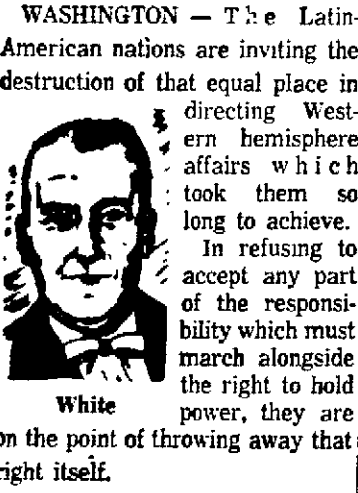 WASHINGTON — The Latin-
American nations are inviting the
destruction of that equal place in
directing West-
ern hemisphere
affairs which
took them so
long to achieve.
In refusing to
accept any part
of the responsi-
bility which must
march alongside
the right to hold
White
power, they are
on the point of throwing away that
right itself.